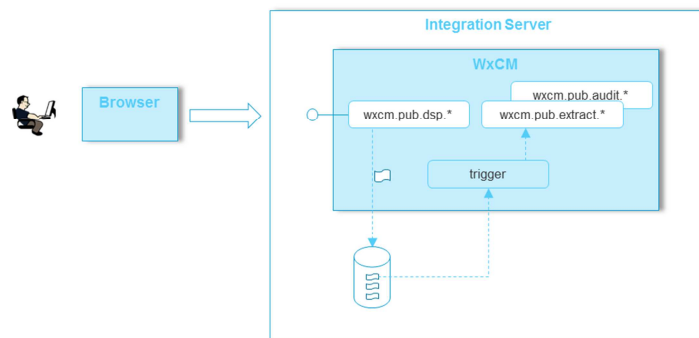 Integration Server
WxCM
Browser
wxcm.pub.audit.*
wxcm.pub.dsp.*
wxcm.pub.extract.*
trigger